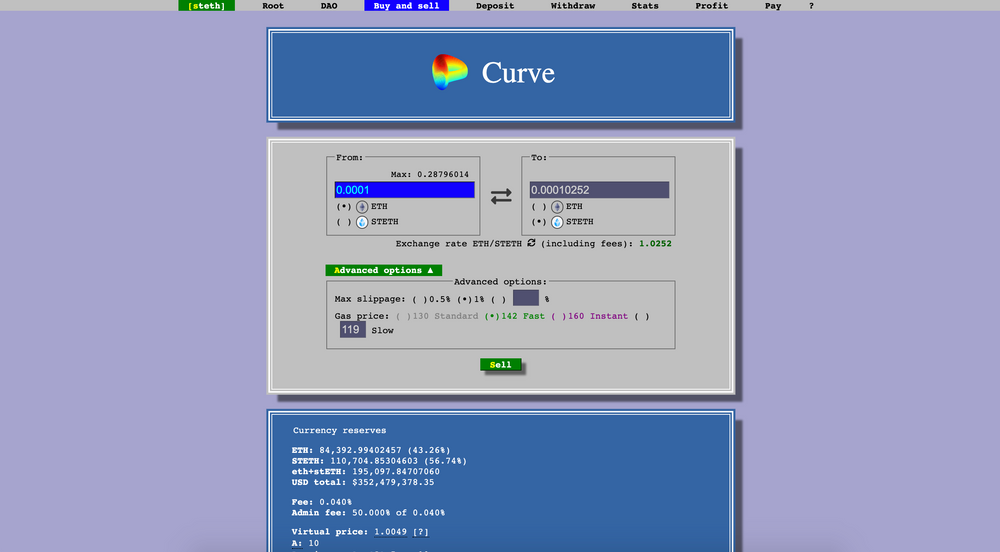 [steth] Root DAO Buy and sell Deposit Withdraw Stats Profit Pay ?
Curve
From:
Max: 0.28796014
0.0001
(•) ETH
( ) STETH
To:
0.00010252
( ) ETH
(•) STETH
Exchange rate ETH/STETH (including fees): 1.0252
Advanced options ▲
Advanced options:
Max slippage: ( )0.5% (•)1% ( ) %
Gas price: ( )130 Standard (•)142 Fast ( )160 Instant ( )
119 Slow
Sell
Currency reserves
ETH: 84,392.99402457 (43.26%)
STETH: 110,704.85304603 (56.74%)
eth+stETH: 195,097.84707060
USD total: $352,479,378.35
Fee: 0.040%
Admin fee: 50.000% of 0.040%
Virtual price: 1.0049 [?]
A: 10